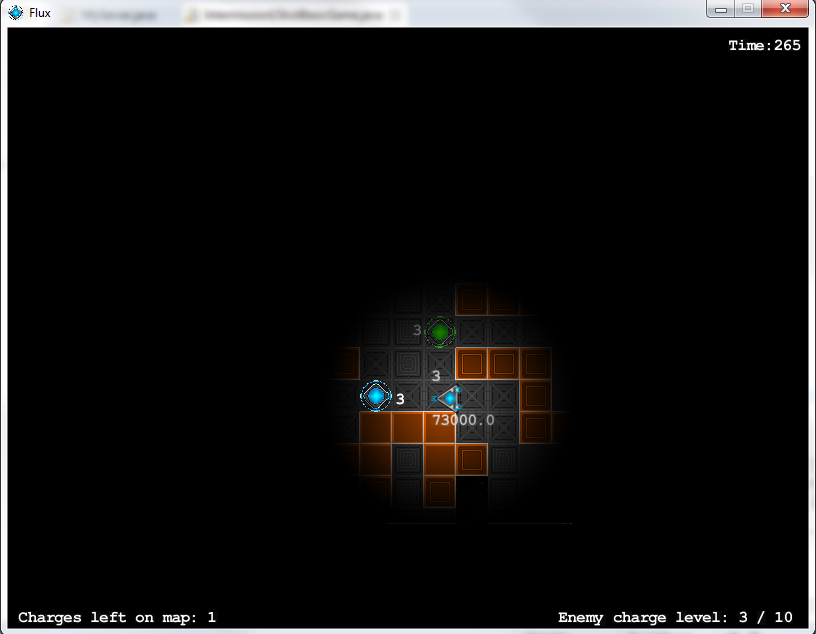 Flux
Time:265
3
3
3
73000.0
Charges left on map: 1
Enemy charge level: 3 / 10